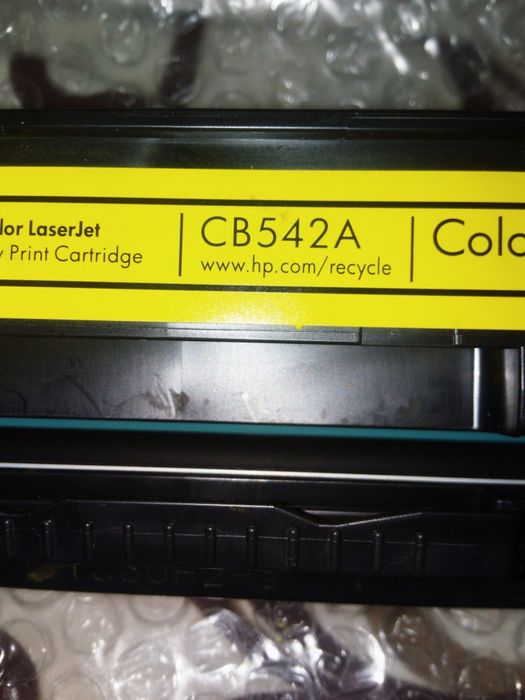 lor LaserJet
y Print Cartridge
CB542A
www.hp.com/recycle
Colo